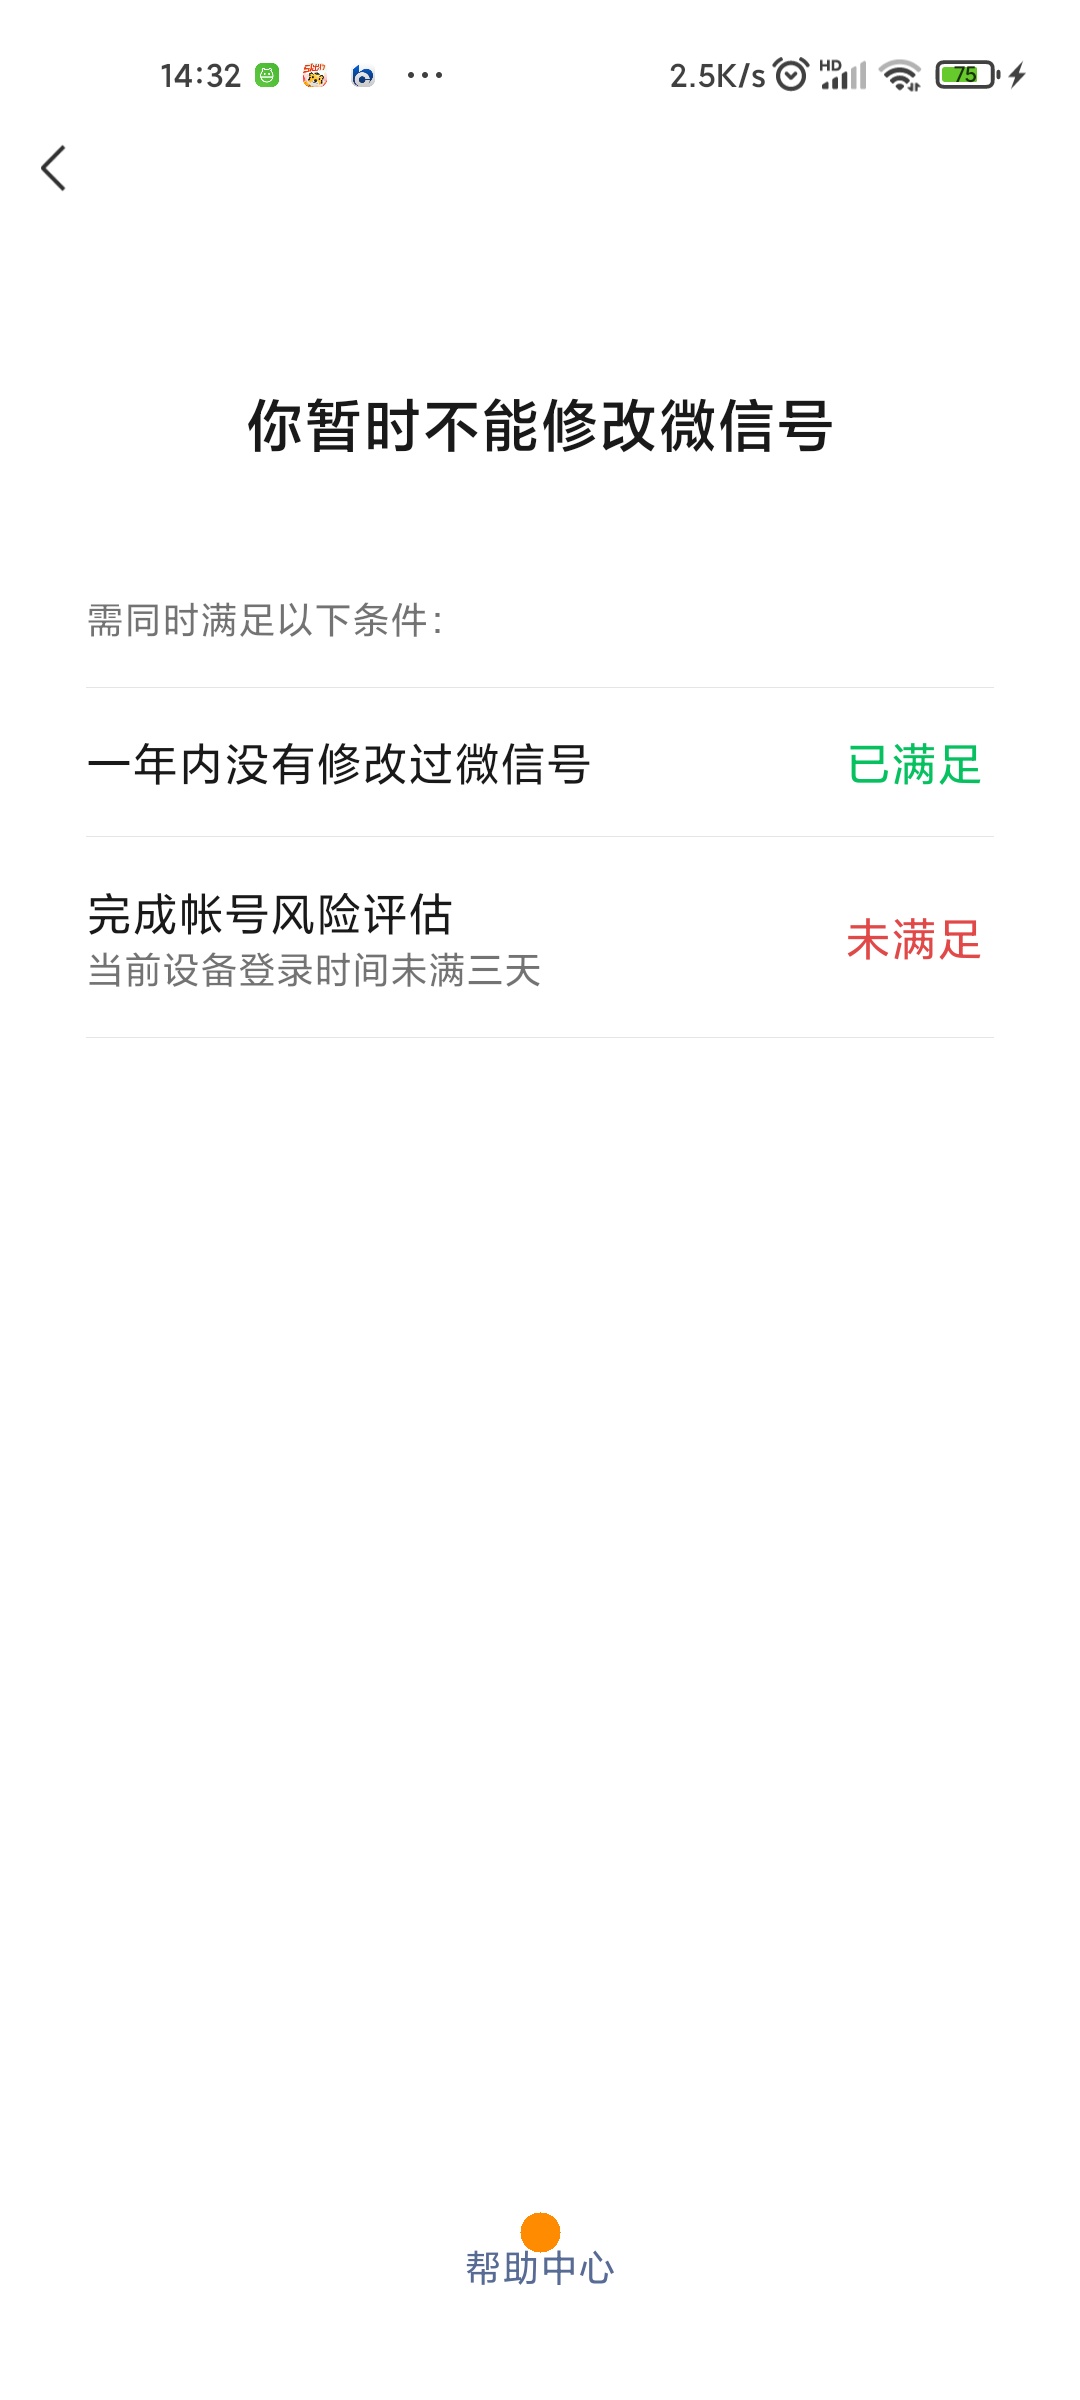 14:32
2.5K/s HD 75
你暂时不能修改微信号
需同时满足以下条件:
一年内没有修改过微信号 已满足
完成帐号风险评估
当前设备登录时间未满三天
未满足
帮助中心